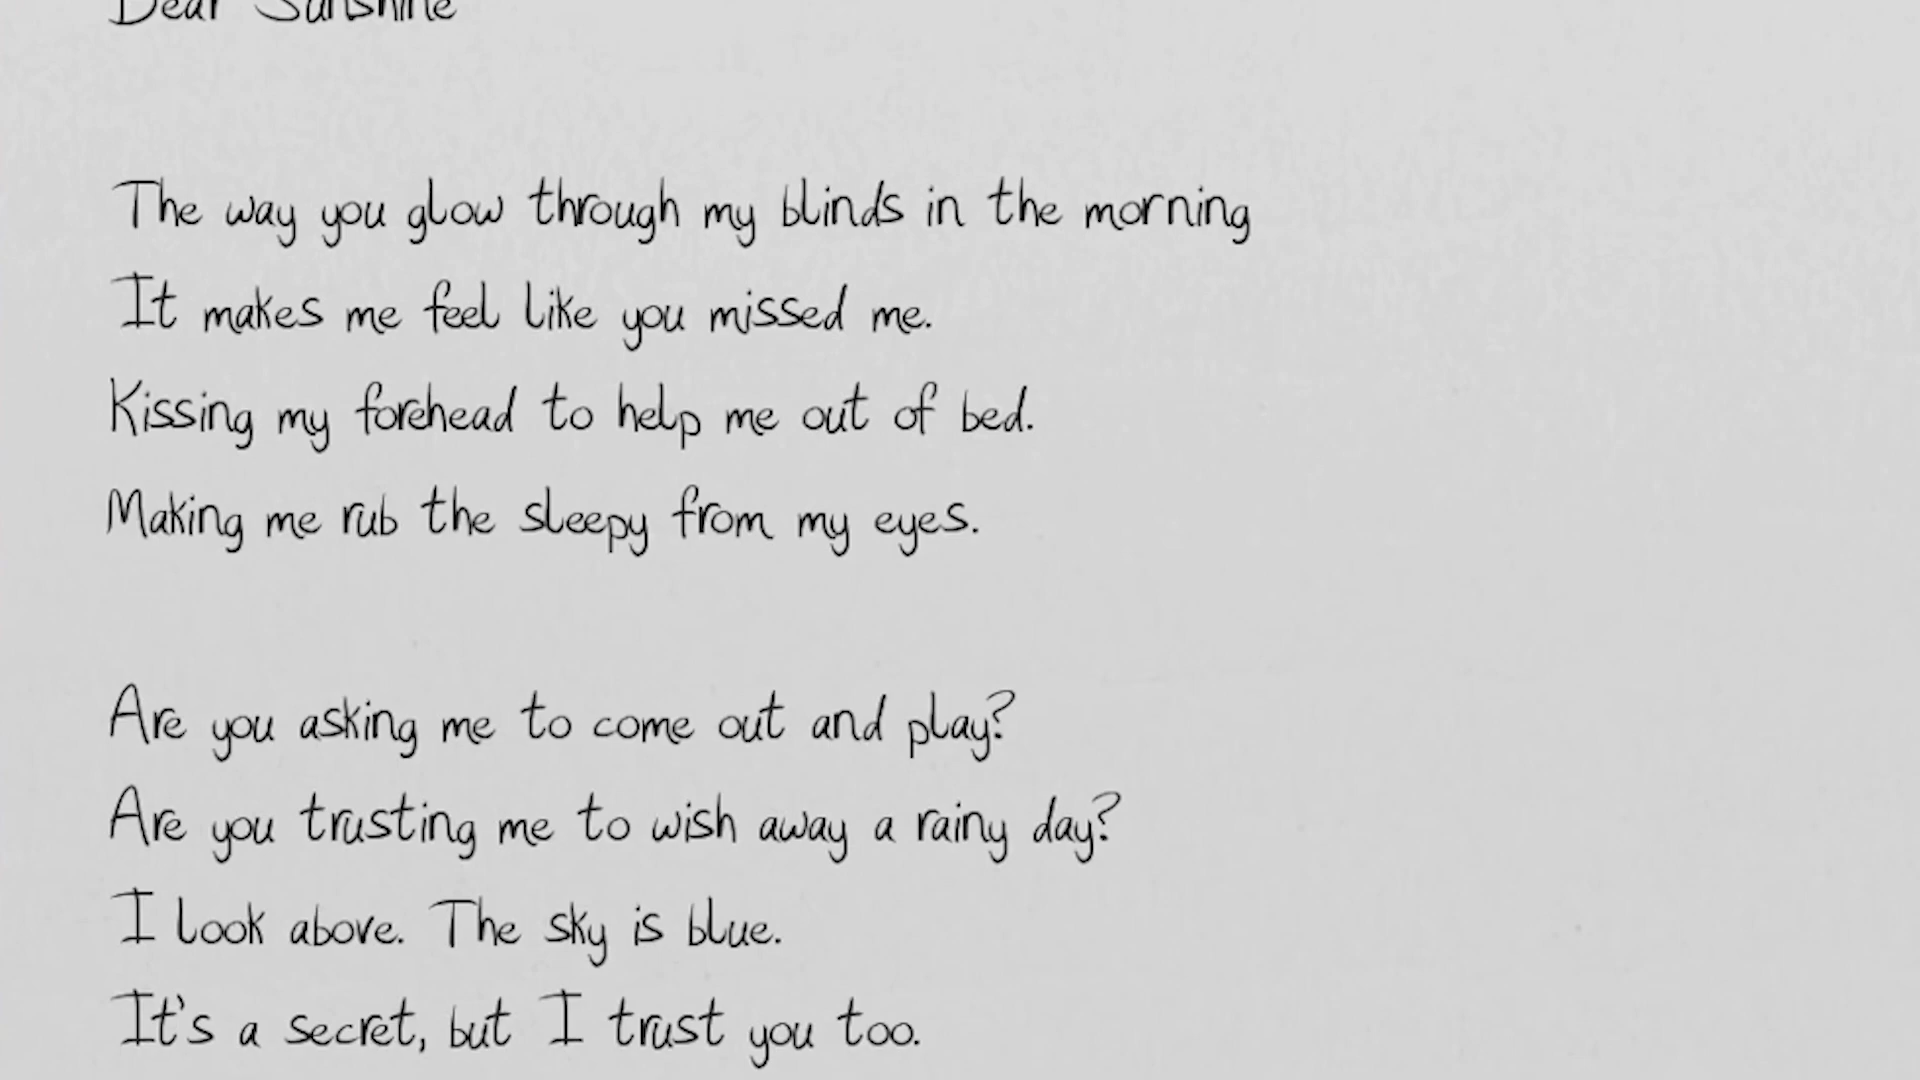 Dear Sunshine
The way you glow through my blinds in the morning
It makes me feel like you missed me.
Kissing my forehead to help me out of bed.
Making me rub the sleepy from my eyes.
Are you asking me to come out and play?
Are you trusting me to wish away a rainy day?
I look above. The sky is blue.
It's a secret, but I trust you too.